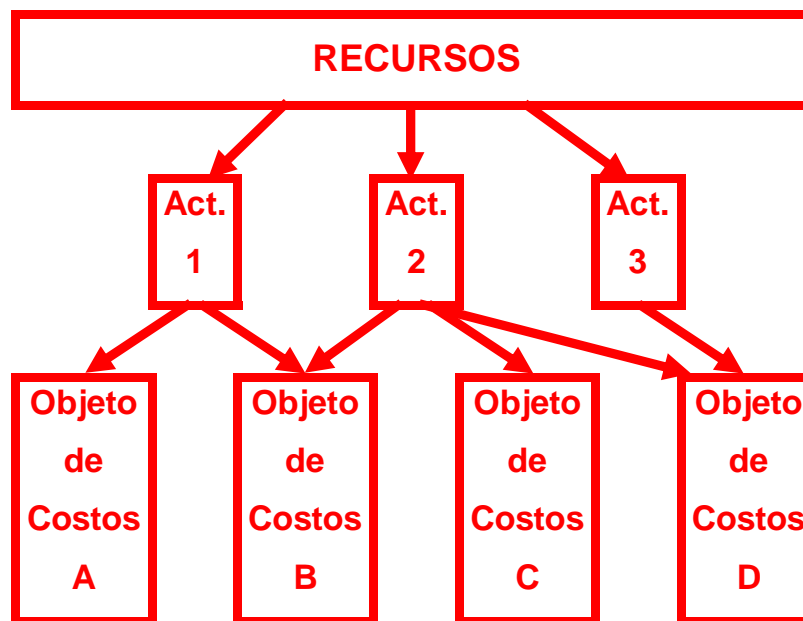 RECURSOS
Act.
1
Act.
2
Act.
3
Objeto
de
Costos
A
Objeto
de
Costos
B
Objeto
de
Costos
C
Objeto
de
Costos
D